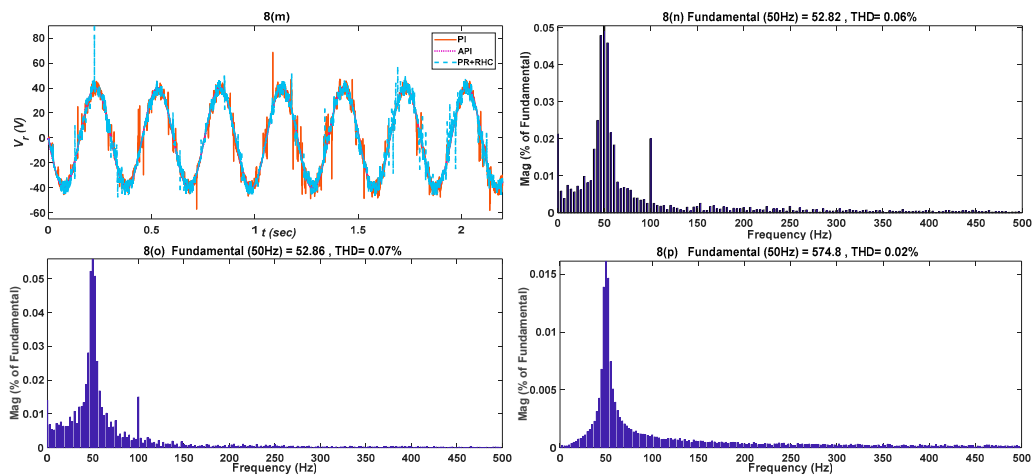 8(m)
V_r (V)
80
60
40
20
0
-20
-40
-60
PI
API
PR+RHC
0 0.5 1 1.5 2
t (sec)
8(n) Fundamental (50Hz) = 52.82 , THD= 0.06%
Mag (% of Fundamental)
0.05
0.04
0.03
0.02
0.01
0
0 50 100 150 200 250 300 350 400 450 500
Frequency (Hz)
8(o) Fundamental (50Hz) = 52.86 , THD= 0.07%
Mag (% of Fundamental)
0.05
0.04
0.03
0.02
0.01
0
0 50 100 150 200 250 300 350 400 450 500
Frequency (Hz)
8(p) Fundamental (50Hz) = 574.8 , THD= 0.02%
Mag (% of Fundamental)
0.015
0.01
0.005
0
0 50 100 150 200 250 300 350 400 450 500
Frequency (Hz)